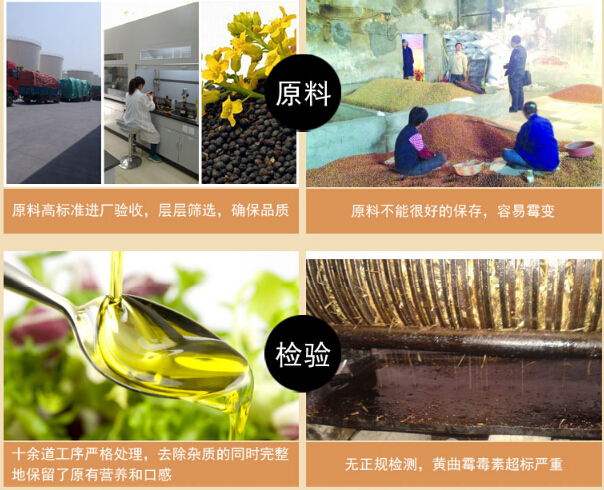 原料
原料高标准进厂验收，层层筛选，确保品质
原料不能很好的保存，容易霉变
检验
十余道工序严格处理，去除杂质的同时完整
地保留了原有营养和口感
无正规检测，黄曲霉毒素超标严重